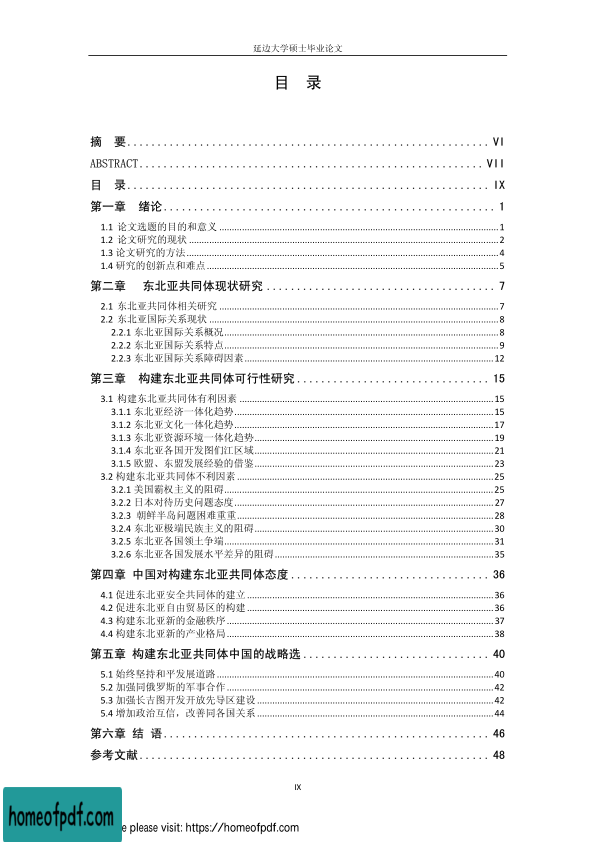 延边大学硕士毕业论文
目 录
摘 要 VI
ABSTRACT VII
目 录 IX
第一章 绪论 1
1.1 论文选题的目的和意义 1
1.2 论文研究的现状 2
1.3 论文研究的方法 4
1.4 研究的创新点和难点 5
第二章 东北亚共同体现状研究 7
2.1 东北亚共同体相关研究 7
2.2 东北亚国际关系现状 8
2.2.1 东北亚国际关系概况 8
2.2.2 东北亚国际关系特点 9
2.2.3 东北亚国际关系障碍因素 12
第三章 构建东北亚共同体可行性研究 15
3.1 构建东北亚共同体有利因素 15
3.1.1 东北亚经济一体化趋势 15
3.1.2 东北亚文化一体化趋势 17
3.1.3 东北亚资源环境一体化趋势 19
3.1.4 东北亚各国开发图们江区域 21
3.1.5 欧盟、东盟发展经验的借鉴 23
3.2 构建东北亚共同体不利因素 25
3.2.1 美国霸权主义的阻碍 25
3.2.2 日本对待历史问题态度 27
3.2.3 朝鲜半岛问题困难重重 28
3.2.4 东北亚极端民族主义的阻碍 30
3.2.5 东北亚各国领土争端 31
3.2.6 东北亚各国发展水平差异的阻碍 35
第四章 中国对构建东北亚共同体态度 36
4.1 促进东北亚安全共同体的建立 36
4.2 促进东北亚自由贸易区的构建 36
4.3 构建东北亚新的金融秩序 37
4.4 构建东北亚新的产业格局 38
第五章 构建东北亚共同体中国的战略选 40
5.1 始终坚持和平发展道路 40
5.2 加强同俄罗斯的军事合作 42
5.3 加强长吉图开发开放先导区建设 42
5.4 增加政治互信，改善同各国关系 44
第六章 结 语 46
参考文献 48
IX
homeofpdf.com
e please visit: https://homeofpdf.com